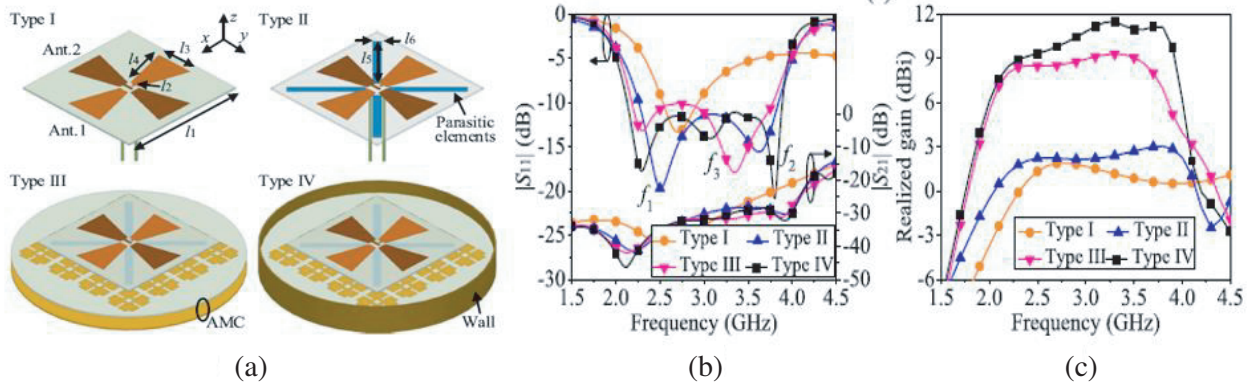 Type I
Type II
z
x
y
Ant.2
l4
l3
l2
l1
Ant.1
l6
l5
Parasitic
elements
Type III
Type IV
AMC
Wall
(a)
0
-5
-10
-15
-20
-25
-30
|S11| (dB)
0
-10
-20
-30
-40
-50
|S21| (dB)
f1
f3
f2
Type I
Type II
Type III
Type IV
1.5 2.0 2.5 3.0 3.5 4.0 4.5
Frequency (GHz)
(b)
12
9
6
3
0
-3
-6
Realized gain (dBi)
Type I
Type II
Type III
Type IV
1.5 2.0 2.5 3.0 3.5 4.0 4.5
Frequency (GHz)
(c)